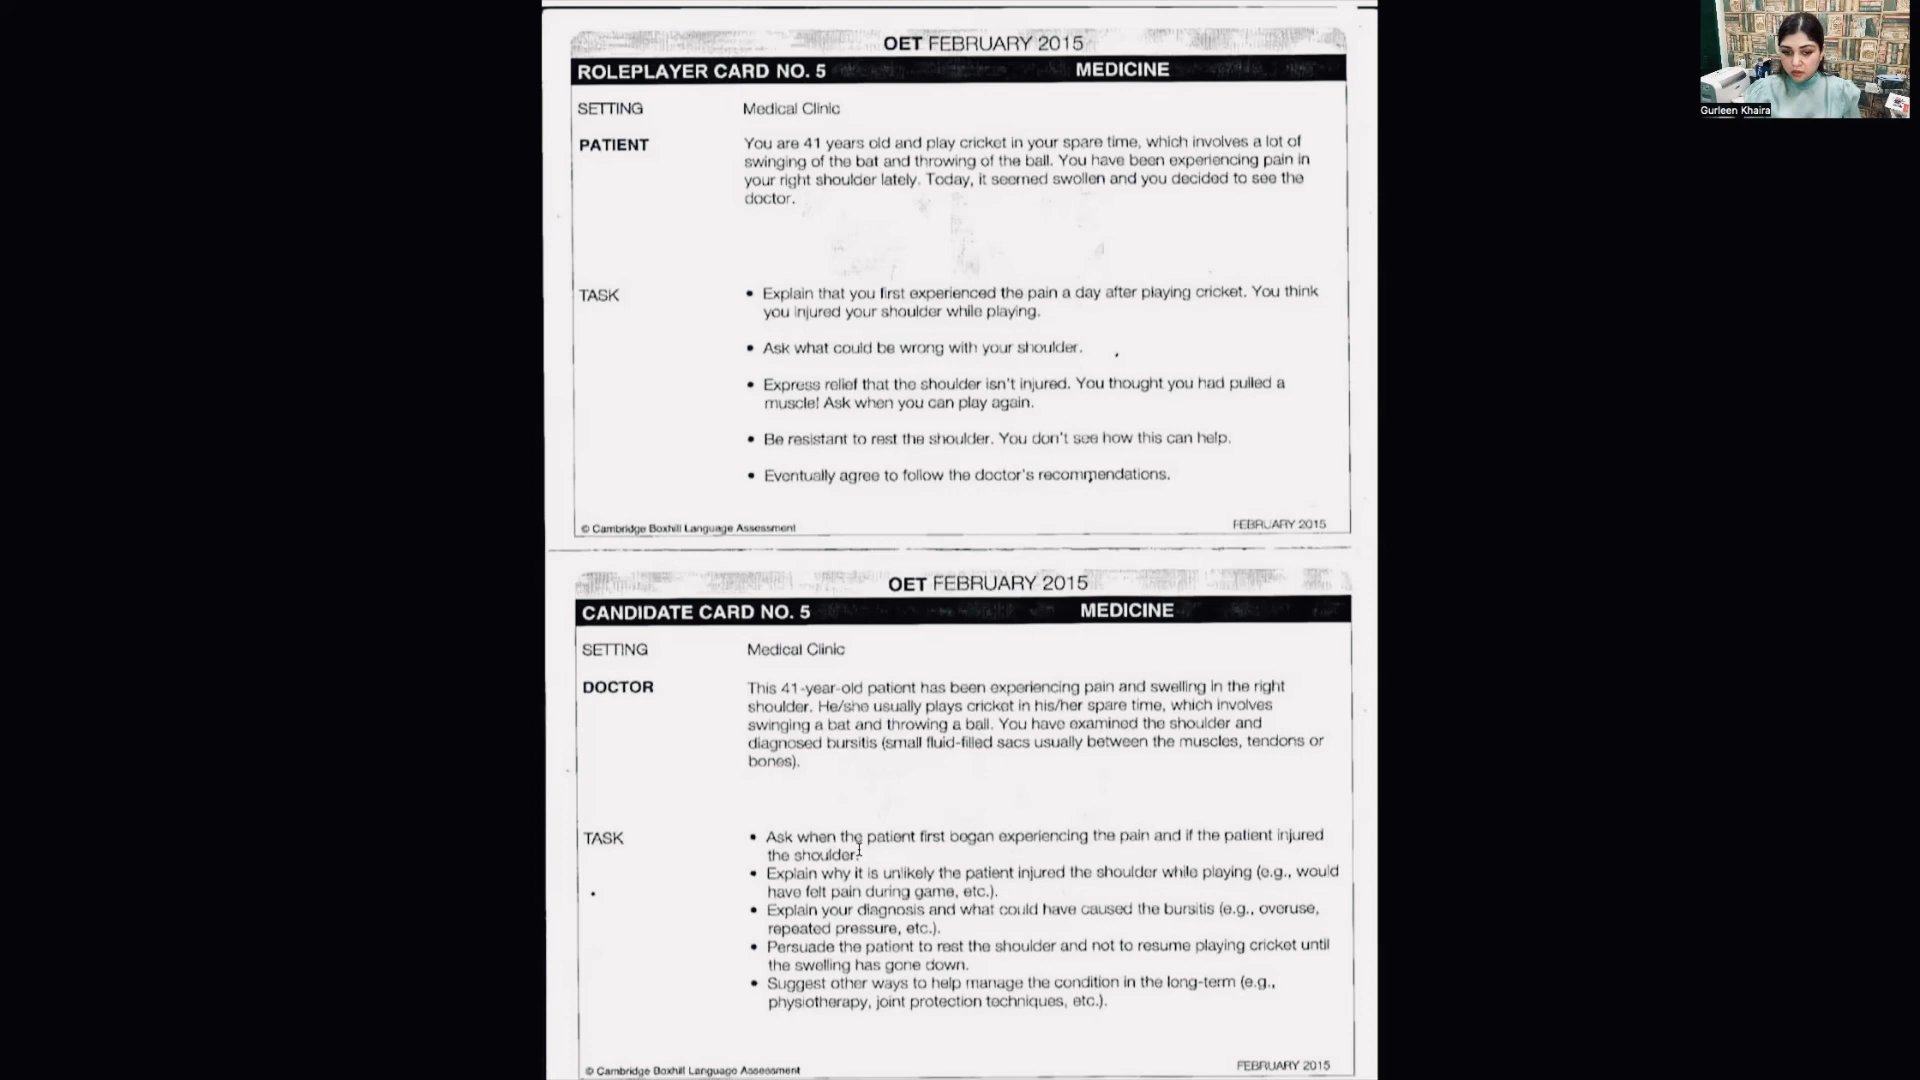 OET FEBRUARY 2015
ROLEPLAYER CARD NO. 5 MEDICINE
SETTING Medical Clinic
PATIENT You are 41 years old and play cricket in your spare time, which involves a lot of
swinging of the bat and throwing of the ball. You have been experiencing pain in
your right shoulder lately. Today, it seemed swollen and you decided to see the
doctor.
TASK • Explain that you first experienced the pain a day after playing cricket. You think
you injured your shoulder while playing.
• Ask what could be wrong with your shoulder.
• Express relief that the shoulder isn't injured. You thought you had pulled a
muscle! Ask when you can play again.
• Be resistant to rest the shoulder. You don't see how this can help.
• Eventually agree to follow the doctor's recommendations.
© Cambridge Boxhill Language Assessment FEBRUARY 2015
OET FEBRUARY 2015
CANDIDATE CARD NO. 5 MEDICINE
SETTING Medical Clinic
DOCTOR This 41-year-old patient has been experiencing pain and swelling in the right
shoulder. He/she usually plays cricket in his/her spare time, which involves
swinging a bat and throwing a ball. You have examined the shoulder and
diagnosed bursitis (small fluid-filled sacs usually between the muscles, tendons or
bones).
TASK • Ask when the patient first began experiencing the pain and if the patient injured
the shoulder.
• Explain why it is unlikely the patient injured the shoulder while playing (e.g., would
have felt pain during game, etc.).
• Explain your diagnosis and what could have caused the bursitis (e.g., overuse,
repeated pressure, etc.).
• Persuade the patient to rest the shoulder and not to resume playing cricket until
the swelling has gone down.
• Suggest other ways to help manage the condition in the long-term (e.g.,
physiotherapy, joint protection techniques, etc.).
© Cambridge Boxhill Language Assessment FEBRUARY 2015
Gurleen Khaira